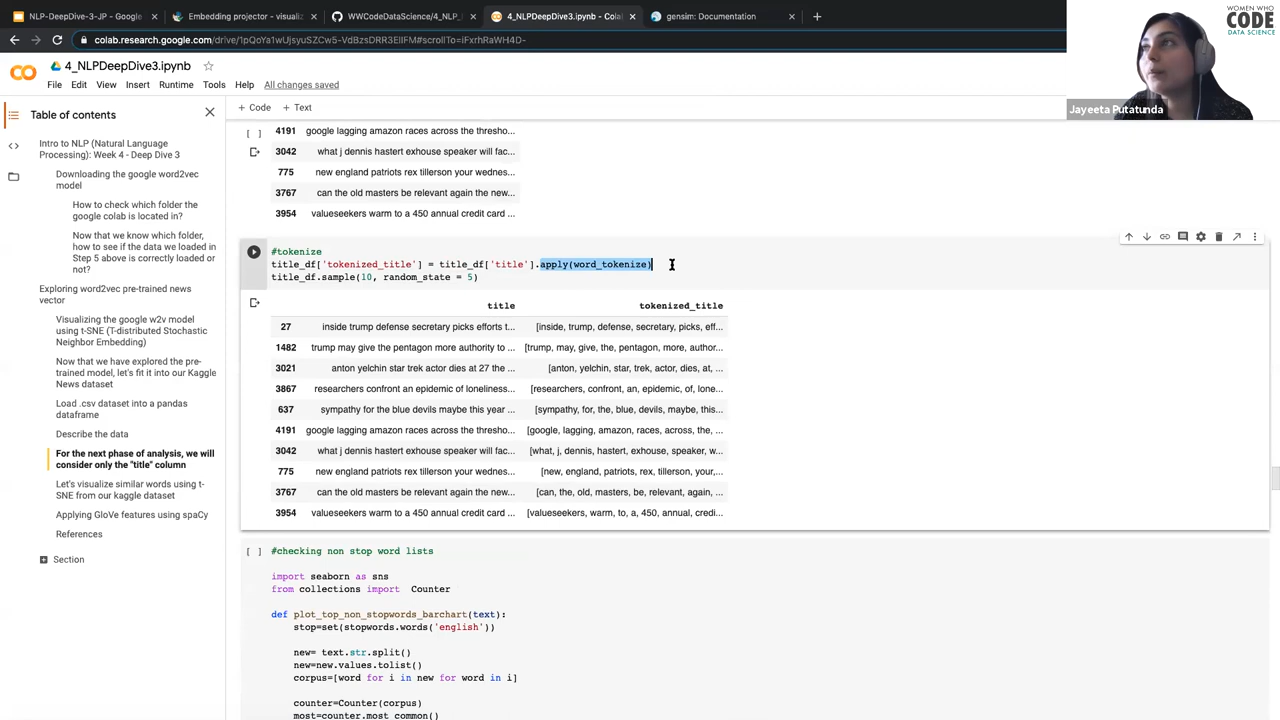 NLP-DeepDive-3-JP - Google
Embedding projector - visualiz
WWCodeDataScience/4_NLP_
4_NLPDeepDive3.ipynb - Colab
gensim: Documentation
colab.research.google.com/drive/1pQoYa1wUjsyuSZCw5-VdBzsDRR3ElIFM#scrollTo=iFxrhRaWH4D-
WOMEN WHO
CODE
DATA SCIENCE
Jayeeta Putatunda
4_NLPDeepDive3.ipynb
File Edit View Insert Runtime Tools Help All changes saved
+ Code + Text
Table of contents
Intro to NLP (Natural Language
Processing): Week 4 - Deep Dive 3
Downloading the google word2vec
model
How to check which folder the
google colab is located in?
Now that we know which folder,
how to see if the data we loaded in
Step 5 above is correctly loaded or
not?
Exploring word2vec pre-trained news
vector
Visualizing the google w2v model
using t-SNE (T-distributed Stochastic
Neighbor Embedding)
Now that we have explored the pre-
trained model, let's fit it into our Kaggle
News dataset
Load .csv dataset into a pandas
dataframe
Describe the data
For the next phase of analysis, we will
consider only the "title" column
Let's visualize similar words using t-
SNE from our kaggle dataset
Applying GloVe features using spaCy
References
Section
[ ]
4191 google lagging amazon races across the thresho...
3042 what j dennis hastert exhouse speaker will fac...
775 new england patriots rex tillerson your wednes...
3767 can the old masters be relevant again the new...
3954 valueseekers warm to a 450 annual credit card ...
#tokenize
title_df['tokenized_title'] = title_df['title'].apply(word_tokenize)
title_df.sample(10, random_state = 5)
title tokenized_title
27 inside trump defense secretary picks efforts t... [inside, trump, defense, secretary, picks, eff...
1482 trump may give the pentagon more authority to ... [trump, may, give, the, pentagon, more, author...
3021 anton yelchin star trek actor dies at 27 the ... [anton, yelchin, star, trek, actor, dies, at, ...
3867 researchers confront an epidemic of loneliness... [researchers, confront, an, epidemic, of, lone...
637 sympathy for the blue devils maybe this year ... [sympathy, for, the, blue, devils, maybe, this...
4191 google lagging amazon races across the thresho... [google, lagging, amazon, races, across, the, ...
3042 what j dennis hastert exhouse speaker will fac... [what, j, dennis, hastert, exhouse, speaker, w...
775 new england patriots rex tillerson your wednes... [new, england, patriots, rex, tillerson, your,...
3767 can the old masters be relevant again the new... [can, the, old, masters, be, relevant, again, ...
3954 valueseekers warm to a 450 annual credit card ... [valueseekers, warm, to, a, 450, annual, credi...
[ ] #checking non stop word lists
import seaborn as sns
from collections import Counter
def plot_top_non_stopwords_barchart(text):
stop=set(stopwords.words('english'))
new= text.str.split()
new=new.values.tolist()
corpus=[word for i in new for word in i]
counter=Counter(corpus)
most=counter.most_common()